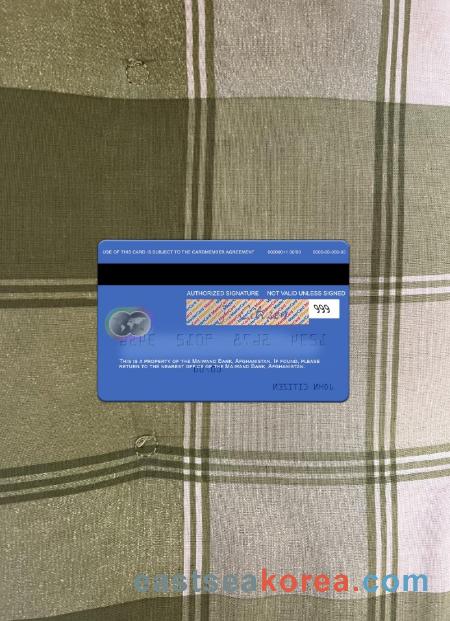 USE OF THIS CARD IS SUBJECT TO THE CARDMEMBER AGREEMENT
AUTHORIZED SIGNATURE NOT VALID UNLESS SIGNED
999
THIS IS A PROPERTY OF THE MAIWAND BANK, AFGHANISTAN. IF FOUND, PLEASE
RETURN TO THE NEAREST OFFICE OF THE MAIWAND BANK, AFGHANISTAN.
JOHN CITIZEN
eastseakorea.com